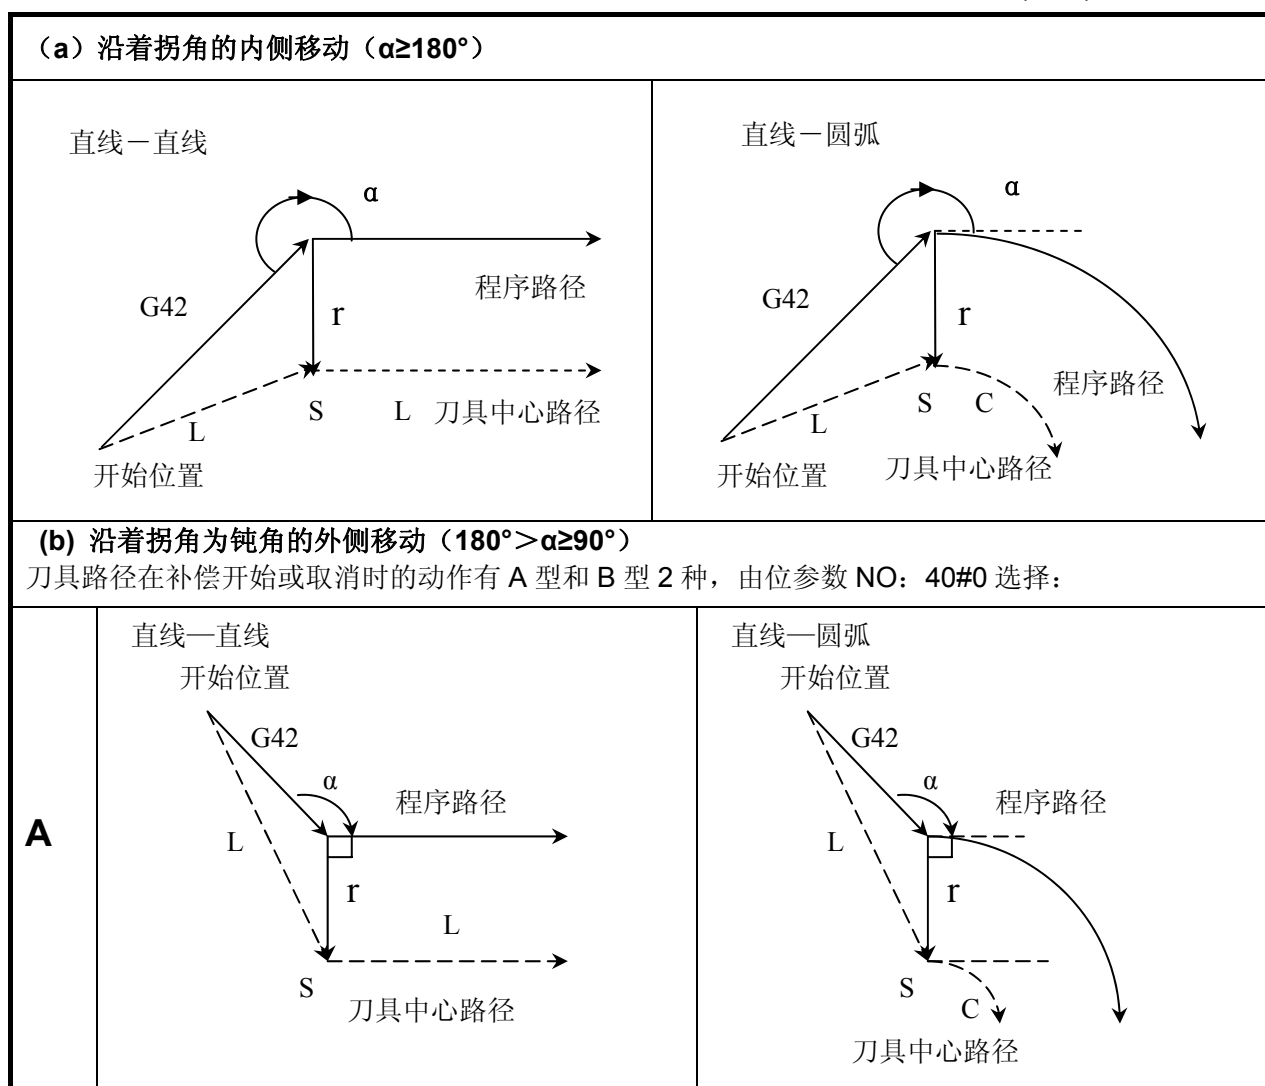 （a）沿着拐角的内侧移动（α≥180°）
直线－直线
α
G42
r
程序路径
S
L
刀具中心路径
L
开始位置
直线－圆弧
α
G42
r
程序路径
S
C
L
刀具中心路径
开始位置
(b) 沿着拐角为钝角的外侧移动（180°＞α≥90°）
刀具路径在补偿开始或取消时的动作有 A 型和 B 型 2 种，由位参数 NO：40#0 选择：
A
直线—直线
开始位置
G42
α
程序路径
L
r
L
S
刀具中心路径
直线—圆弧
开始位置
G42
α
程序路径
L
r
S
C
刀具中心路径